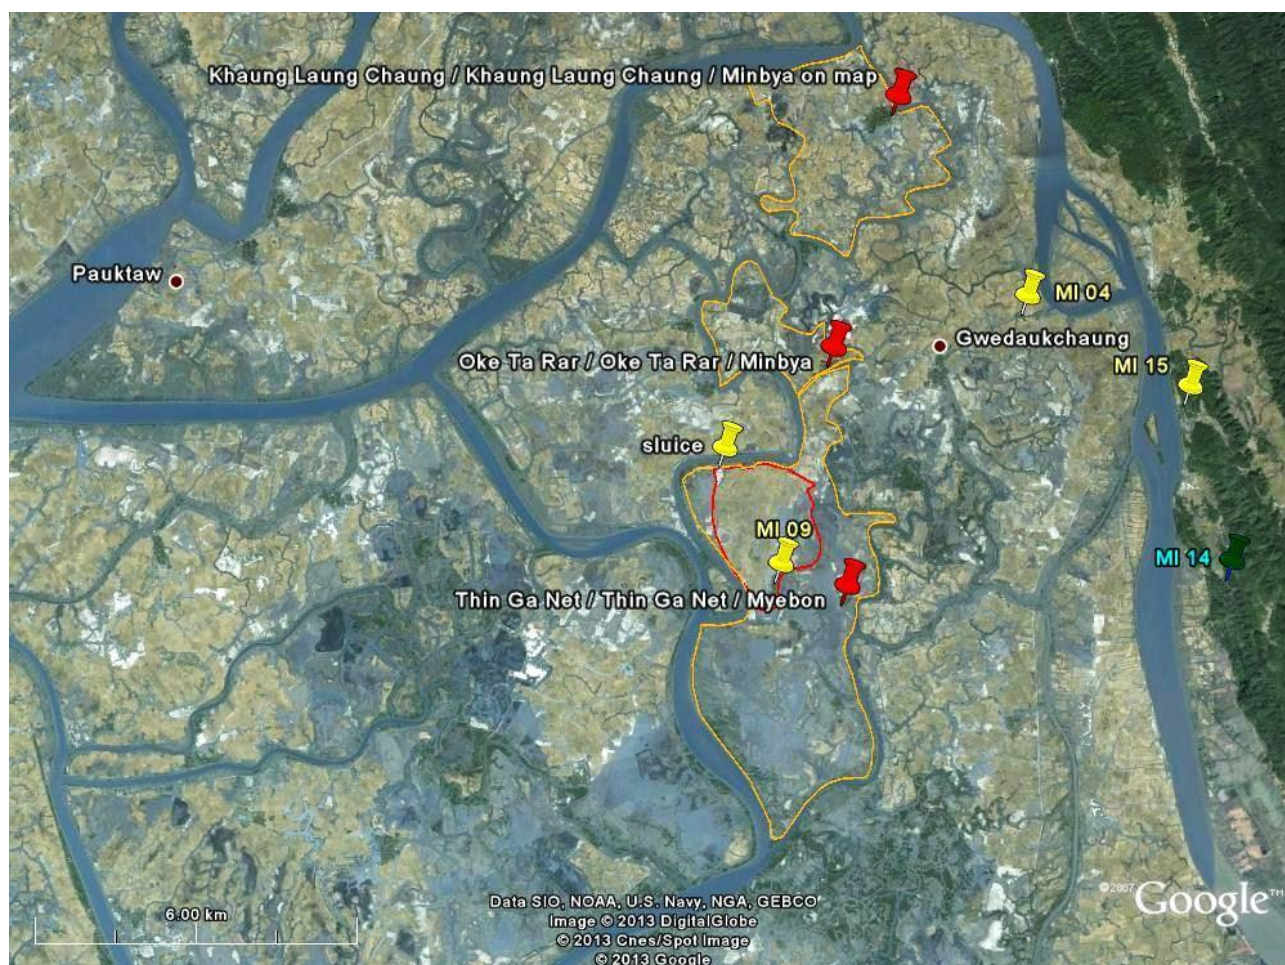 Khaung Laung Chaung / Khaung Laung Chaung / Minbya on map
Pauktaw
MI 04
Gwedaukchaung
Oke Ta Rar / Oke Ta Rar / Minbya
MI 15
sluice
MI 09
MI 14
Thin Ga Net / Thin Ga Net / Myebon
6.00 km
Data SIO, NOAA, U.S. Navy, NGA, GEBCO
Image © 2013 DigitalGlobe
© 2013 Cnes/Spot Image
© 2013 Google
©2007 Google™